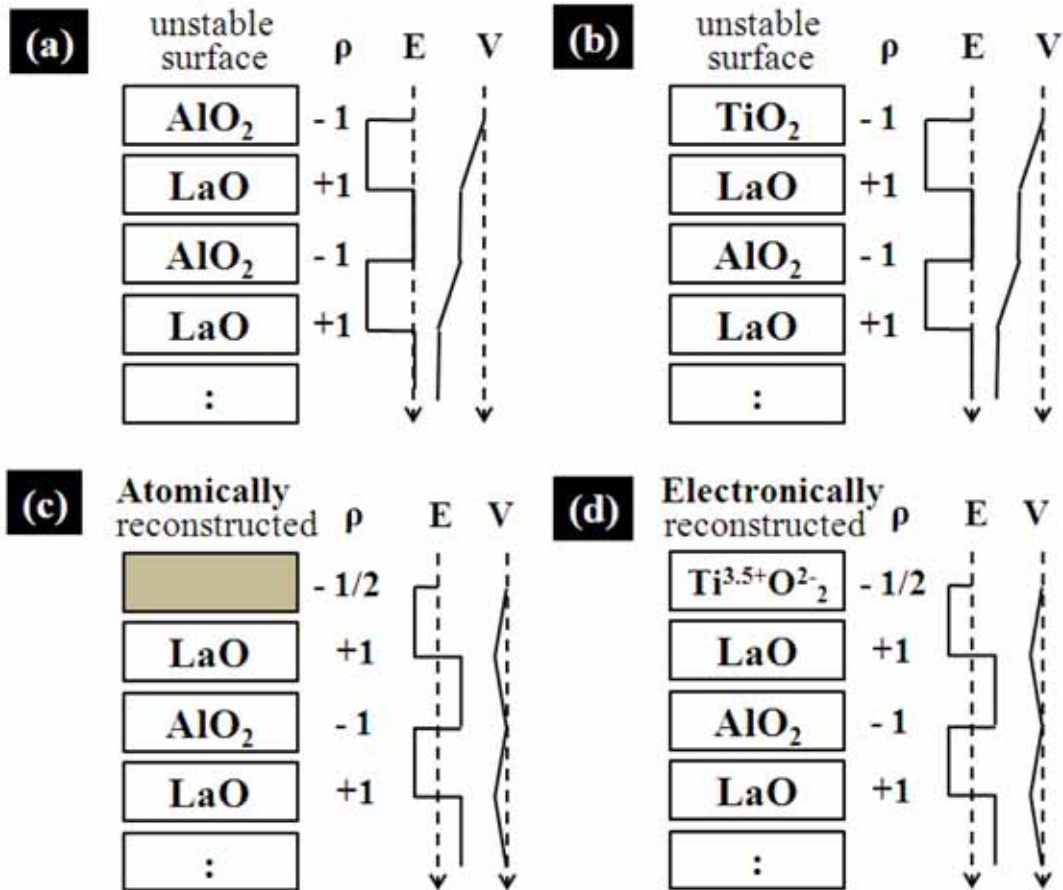 (a)
unstable
surface
ρ E V
AlO₂ - 1
LaO +1
AlO₂ - 1
LaO +1
:
(b)
unstable
surface
ρ E V
TiO₂ - 1
LaO +1
AlO₂ - 1
LaO +1
:
(c)
Atomically
reconstructed
ρ E V
- 1/2
LaO +1
AlO₂ - 1
LaO +1
:
(d)
Electronically
reconstructed
ρ E V
Ti³·⁵⁺O²⁻₂ - 1/2
LaO +1
AlO₂ - 1
LaO +1
: